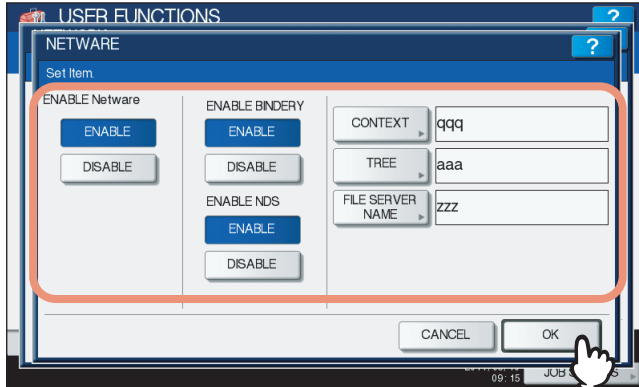 USER FUNCTIONS
?
NETWARE
?
Set Item.
ENABLE Netware
ENABLE
DISABLE
ENABLE BINDERY
ENABLE
DISABLE
ENABLE NDS
ENABLE
DISABLE
CONTEXT
qqq
TREE
aaa
FILE SERVER
NAME
zzz
CANCEL
OK
09:15
JOB S